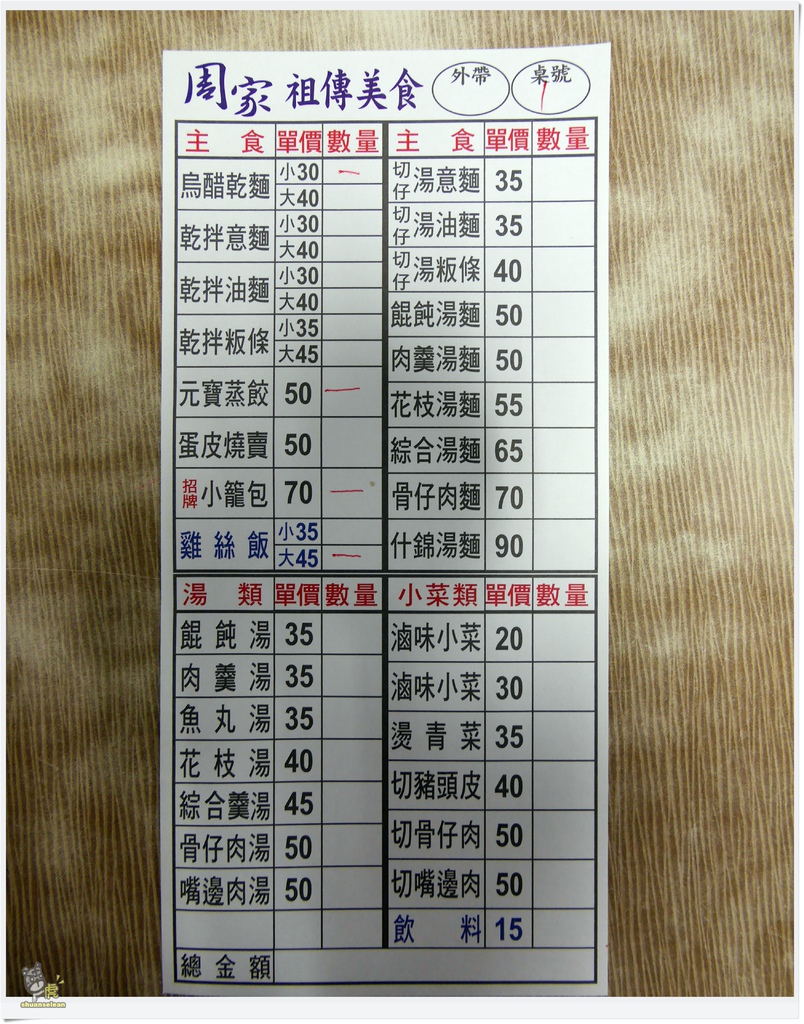 周家 祖傳美食 外帶 桌號 1
主食 單價 數量
烏醋乾麵 小30 一
大40
乾拌意麵 小30
大40
乾拌油麵 小30
大40
乾拌粄條 小35
大45
元寶蒸餃 50 一
蛋皮燒賣 50
招牌 小籠包 70 一
雞絲飯 小35
大45 一
主食 單價 數量
切仔湯意麵 35
切仔湯油麵 35
切仔湯粄條 40
餛飩湯麵 50
肉羹湯麵 50
花枝湯麵 55
綜合湯麵 65
骨仔肉麵 70
什錦湯麵 90
湯類 單價 數量
餛飩湯 35
肉羹湯 35
魚丸湯 35
花枝湯 40
綜合羹湯 45
骨仔肉湯 50
嘴邊肉湯 50
小菜類 單價 數量
滷味小菜 20
滷味小菜 30
燙青菜 35
切豬頭皮 40
切骨仔肉 50
切嘴邊肉 50
飲料 15
總金額
虎